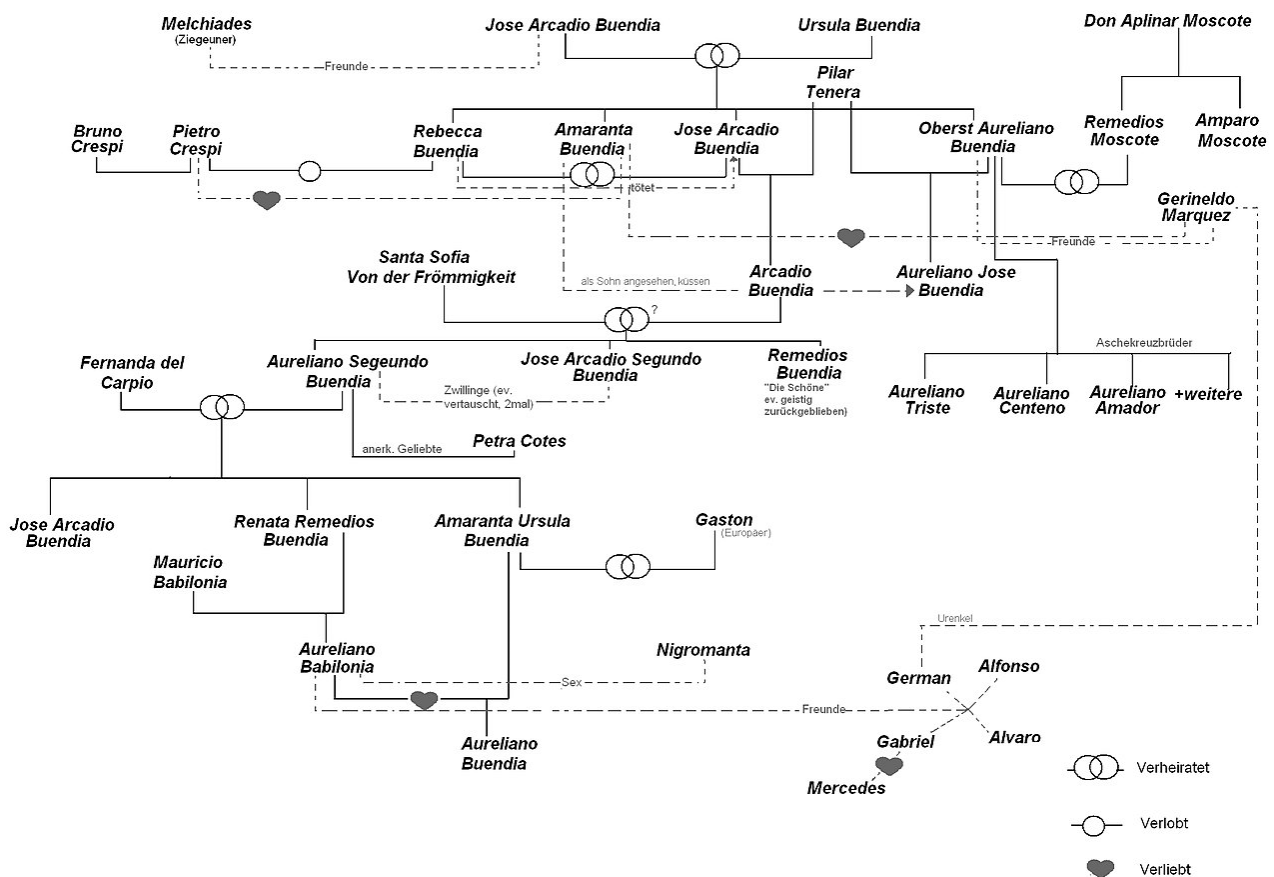 Melchiades
(Ziegeuner)
Jose Arcadio Buendia
Ursula Buendia
Don Aplinar Moscote
Freunde
Pilar
Tenera
Bruno
Crespi
Pietro
Crespi
Rebecca
Buendia
Amaranta
Buendia
Jose Arcadio
Buendia
Oberst Aureliano
Buendia
Remedios
Moscote
Amparo
Moscote
tötet
Gerineldo
Marquez
Freunde
Santa Sofia
Von der Frömmigkeit
als Sohn angesehen, küssen
Arcadio
Buendia
Aureliano Jose
Buendia
?
Fernanda del
Carpio
Aureliano Segeundo
Buendia
Jose Arcadio Segundo
Buendia
Remedios
Buendia
"Die Schöne"
ev. geistig
zurückgeblieben)
Aschekreuzbrüder
Zwillinge (ev.
vertauscht, 2mal)
Aureliano
Triste
Aureliano
Centeno
Aureliano
Amador
+weitere
anerk. Geliebte
Petra Cotes
Jose Arcadio
Buendia
Renata Remedios
Buendia
Amaranta Ursula
Buendia
Gaston
(Europäer)
Mauricio
Babilonia
Urenkel
Aureliano
Babilonia
Nigromanta
Sex
German
Alfonso
Freunde
Gabriel
Alvaro
Mercedes
Aureliano
Buendia
Verheiratet
Verlobt
Verliebt